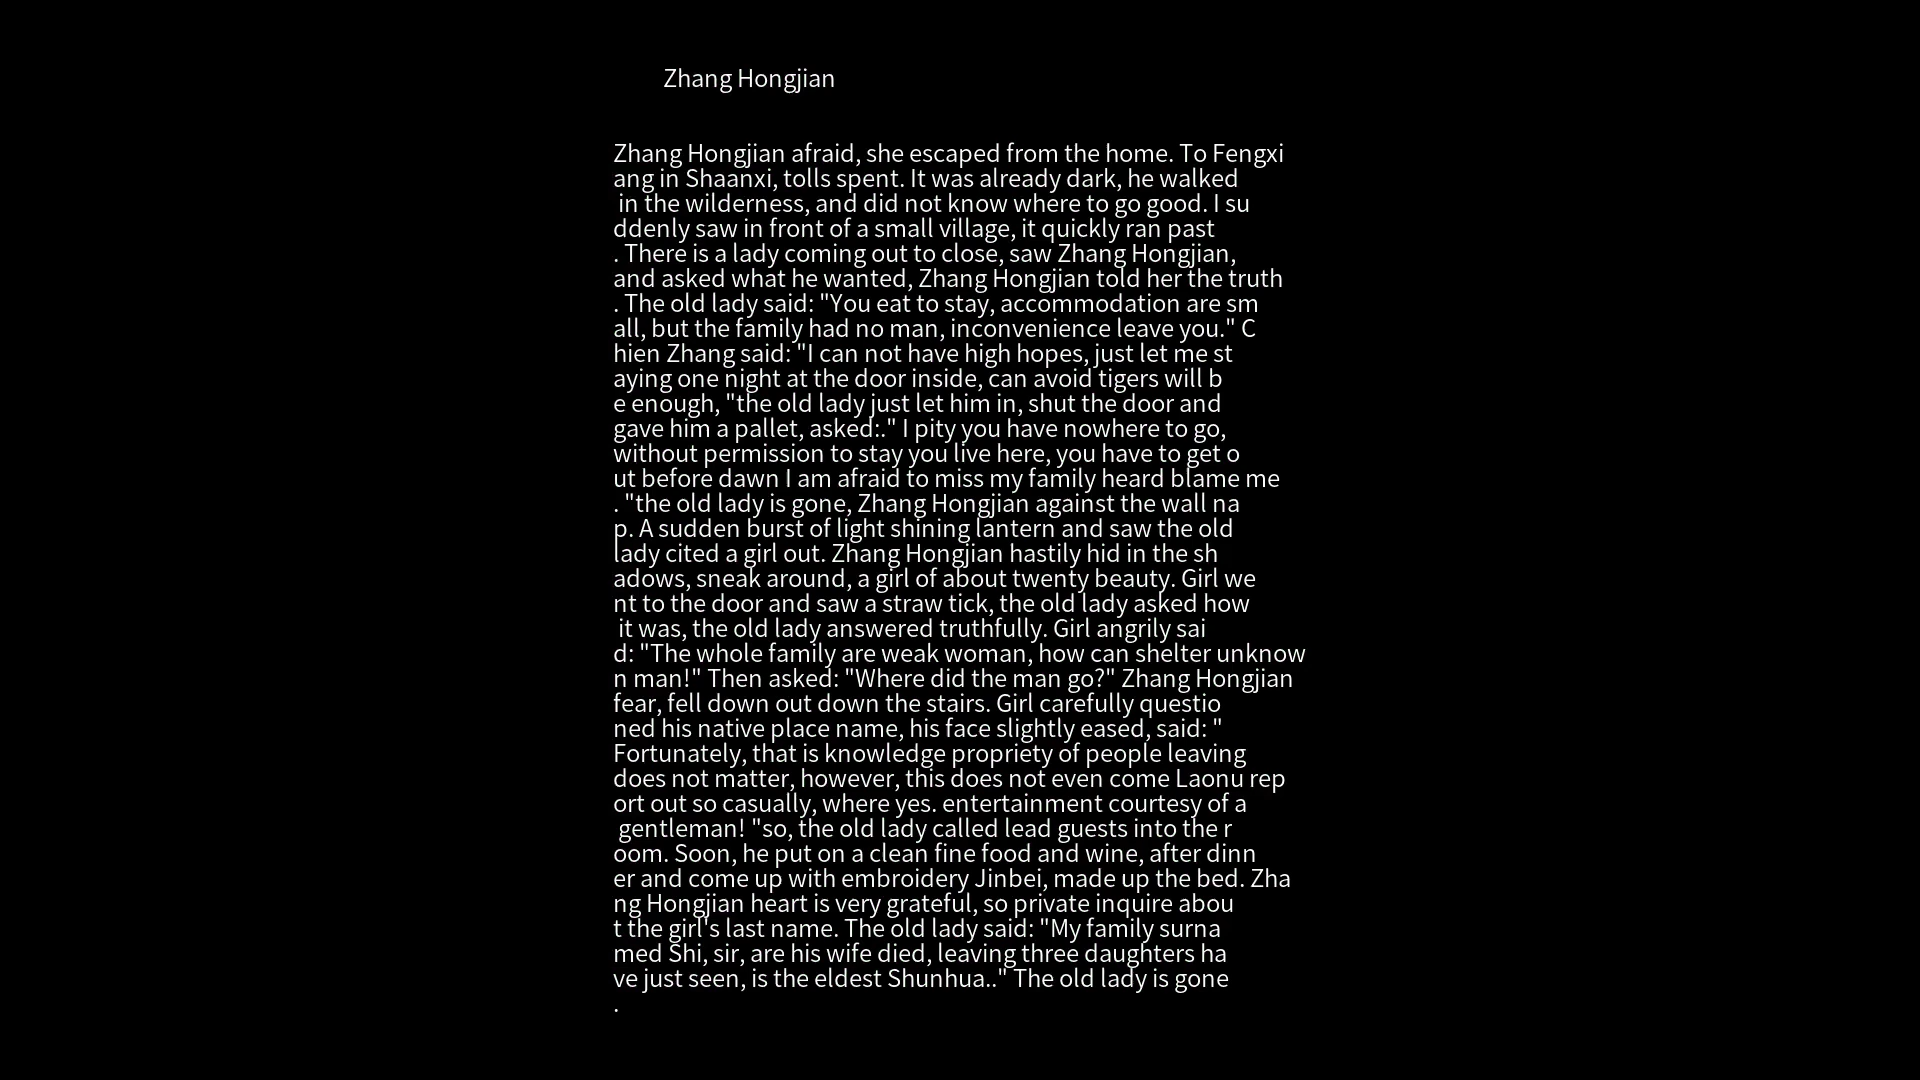 Zhang Hongjian
Zhang Hongjian afraid, she escaped from the home. To Fengxi
ang in Shaanxi, tolls spent. It was already dark, he walked
in the wilderness, and did not know where to go good. I su
ddenly saw in front of a small village, it quickly ran past
. There is a lady coming out to close, saw Zhang Hongjian,
and asked what he wanted, Zhang Hongjian told her the truth
. The old lady said: "You eat to stay, accommodation are sm
all, but the family had no man, inconvenience leave you." C
hien Zhang said: "I can not have high hopes, just let me st
aying one night at the door inside, can avoid tigers will b
e enough, "the old lady just let him in, shut the door and
gave him a pallet, asked:." I pity you have nowhere to go,
without permission to stay you live here, you have to get o
ut before dawn I am afraid to miss my family heard blame me
. "the old lady is gone, Zhang Hongjian against the wall na
p. A sudden burst of light shining lantern and saw the old
lady cited a girl out. Zhang Hongjian hastily hid in the sh
adows, sneak around, a girl of about twenty beauty. Girl we
nt to the door and saw a straw tick, the old lady asked how
it was, the old lady answered truthfully. Girl angrily sai
d: "The whole family are weak woman, how can shelter unknow
n man!" Then asked: "Where did the man go?" Zhang Hongjian
fear, fell down out down the stairs. Girl carefully questio
ned his native place name, his face slightly eased, said: "
Fortunately, that is knowledge propriety of people leaving
does not matter, however, this does not even come Laonu rep
ort out so casually, where yes. entertainment courtesy of a
gentleman! "so, the old lady called lead guests into the r
oom. Soon, he put on a clean fine food and wine, after dinn
er and come up with embroidery Jinbei, made up the bed. Zha
ng Hongjian heart is very grateful, so private inquire abou
t the girl's last name. The old lady said: "My family surna
med Shi, sir, are his wife died, leaving three daughters ha
ve just seen, is the eldest Shunhua.." The old lady is gone
.